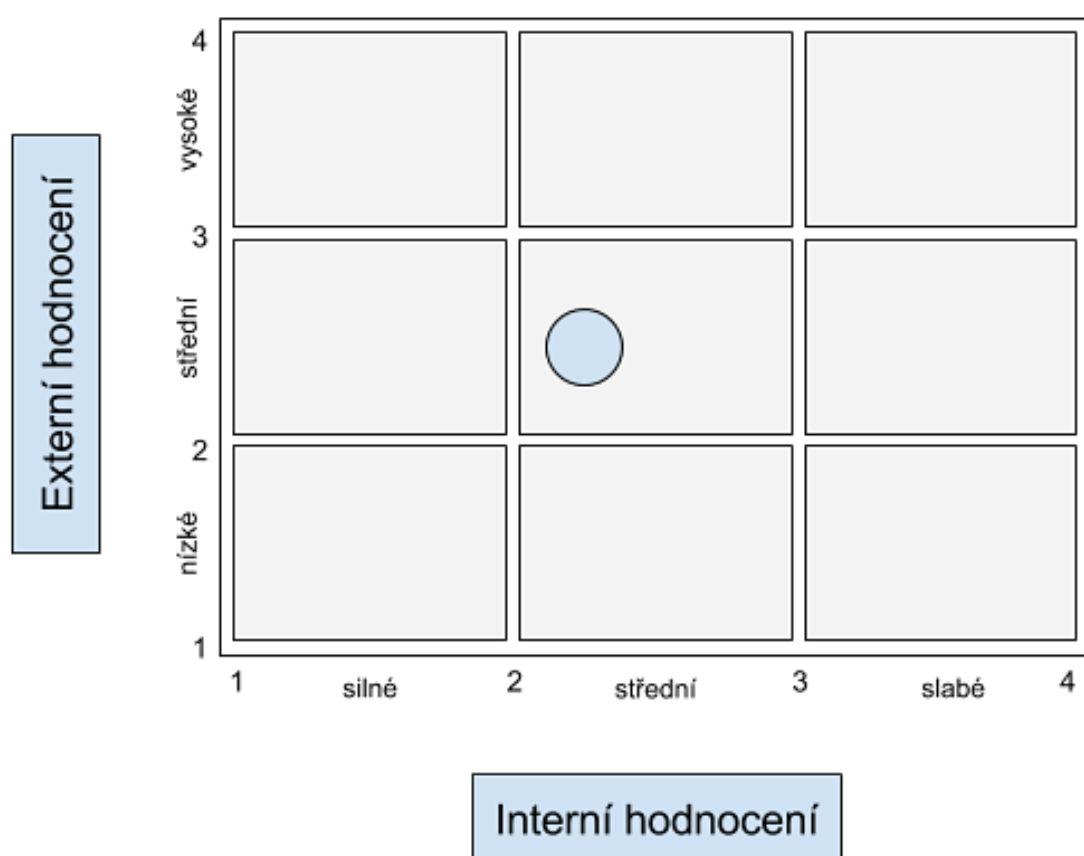 4
vysoké
3
Externí hodnocení
střední
2
nízké
1
1
silné
2
střední
3
slabé
4
Interní hodnocení